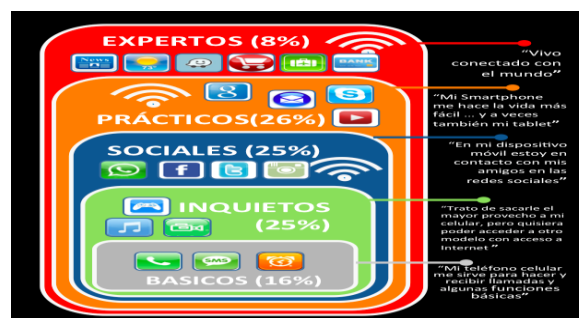 EXPERTOS (8%)
News
73°
BANK
PRÁCTICOS(26%)
SOCIALES (25%)
INQUIETOS
(25%)
SMS
BASICOS (16%)
“Vivo
conectado con
el mundo”
“Mi Smartphone
me hace la vida más
fácil ... y a veces
también mi tablet”
“En mi dispositivo
móvil estoy en
contacto con mis
amigos en las
redes sociales”
“Trato de sacarle el
mayor provecho a mi
celular, pero quisiera
poder acceder a otro
modelo con acceso a
Internet ”
“Mi teléfono celular
me sirve para hacer y
recibir llamadas y
algunas funciones
básicas”